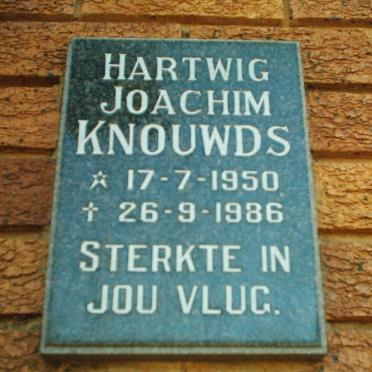 HARTWIG
JOACHIM
KNOUWDS
☆ 17-7-1950
† 26-9-1986
STERKTE IN
JOU VLUG.